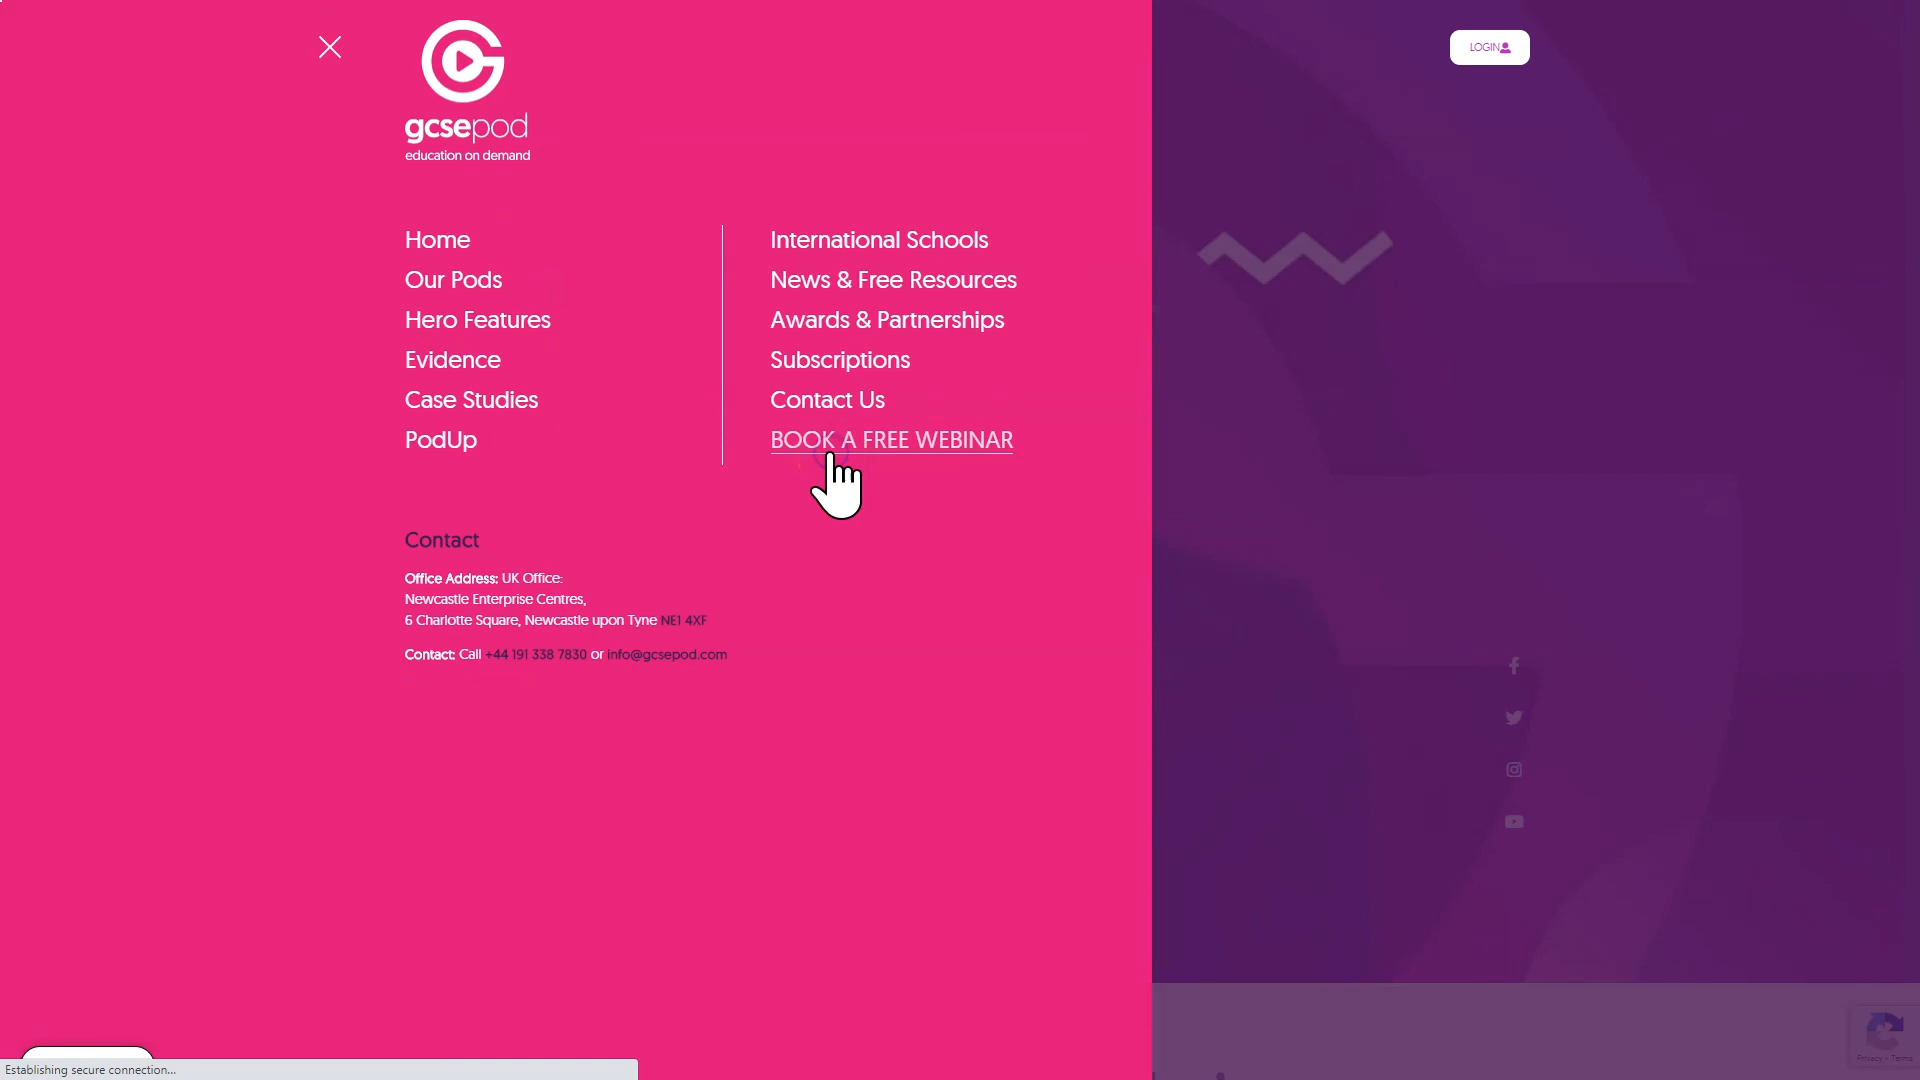 LOGIN
gcsepod
education on demand
Home
Our Pods
Hero Features
Evidence
Case Studies
PodUp
International Schools
News & Free Resources
Awards & Partnerships
Subscriptions
Contact Us
BOOK A FREE WEBINAR
Contact
Office Address: UK Office:
Newcastle Enterprise Centres,
6 Charlotte Square, Newcastle upon Tyne NE1 4XF
Contact: Call +44 191 338 7830 or info@gcsepod.com
Privacy - Terms
Establishing secure connection...